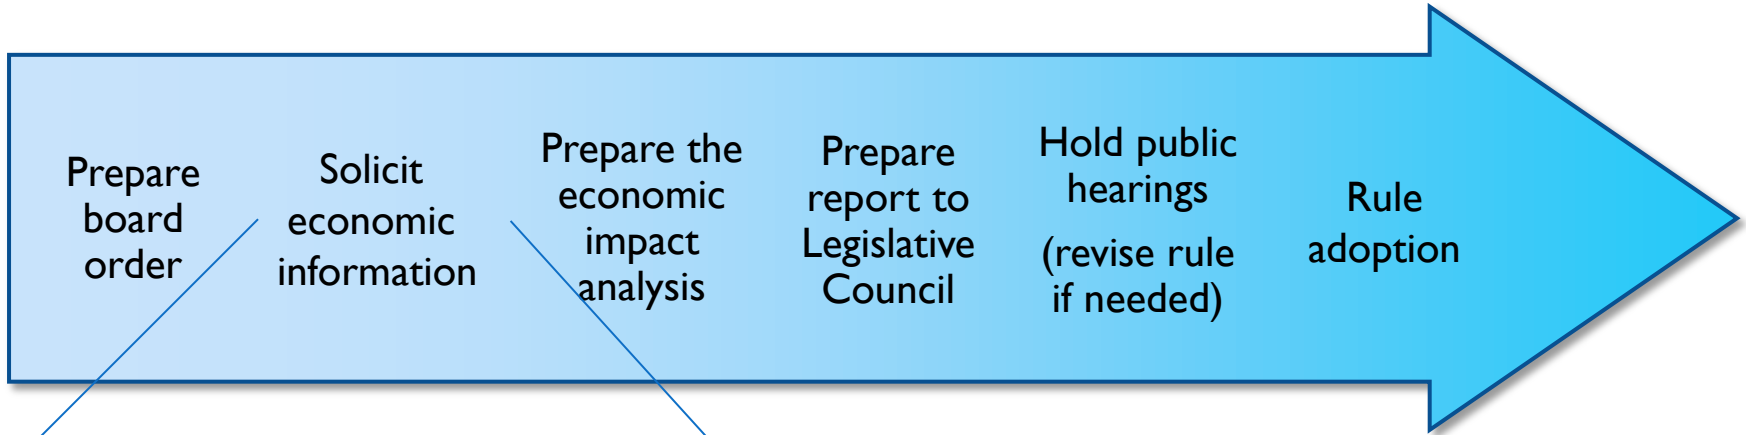 Prepare
board
order
Solicit
economic
information
Prepare the
economic
impact
analysis
Prepare
report to
Legislative
Council
Hold public
hearings
(revise rule
if needed)
Rule
adoption